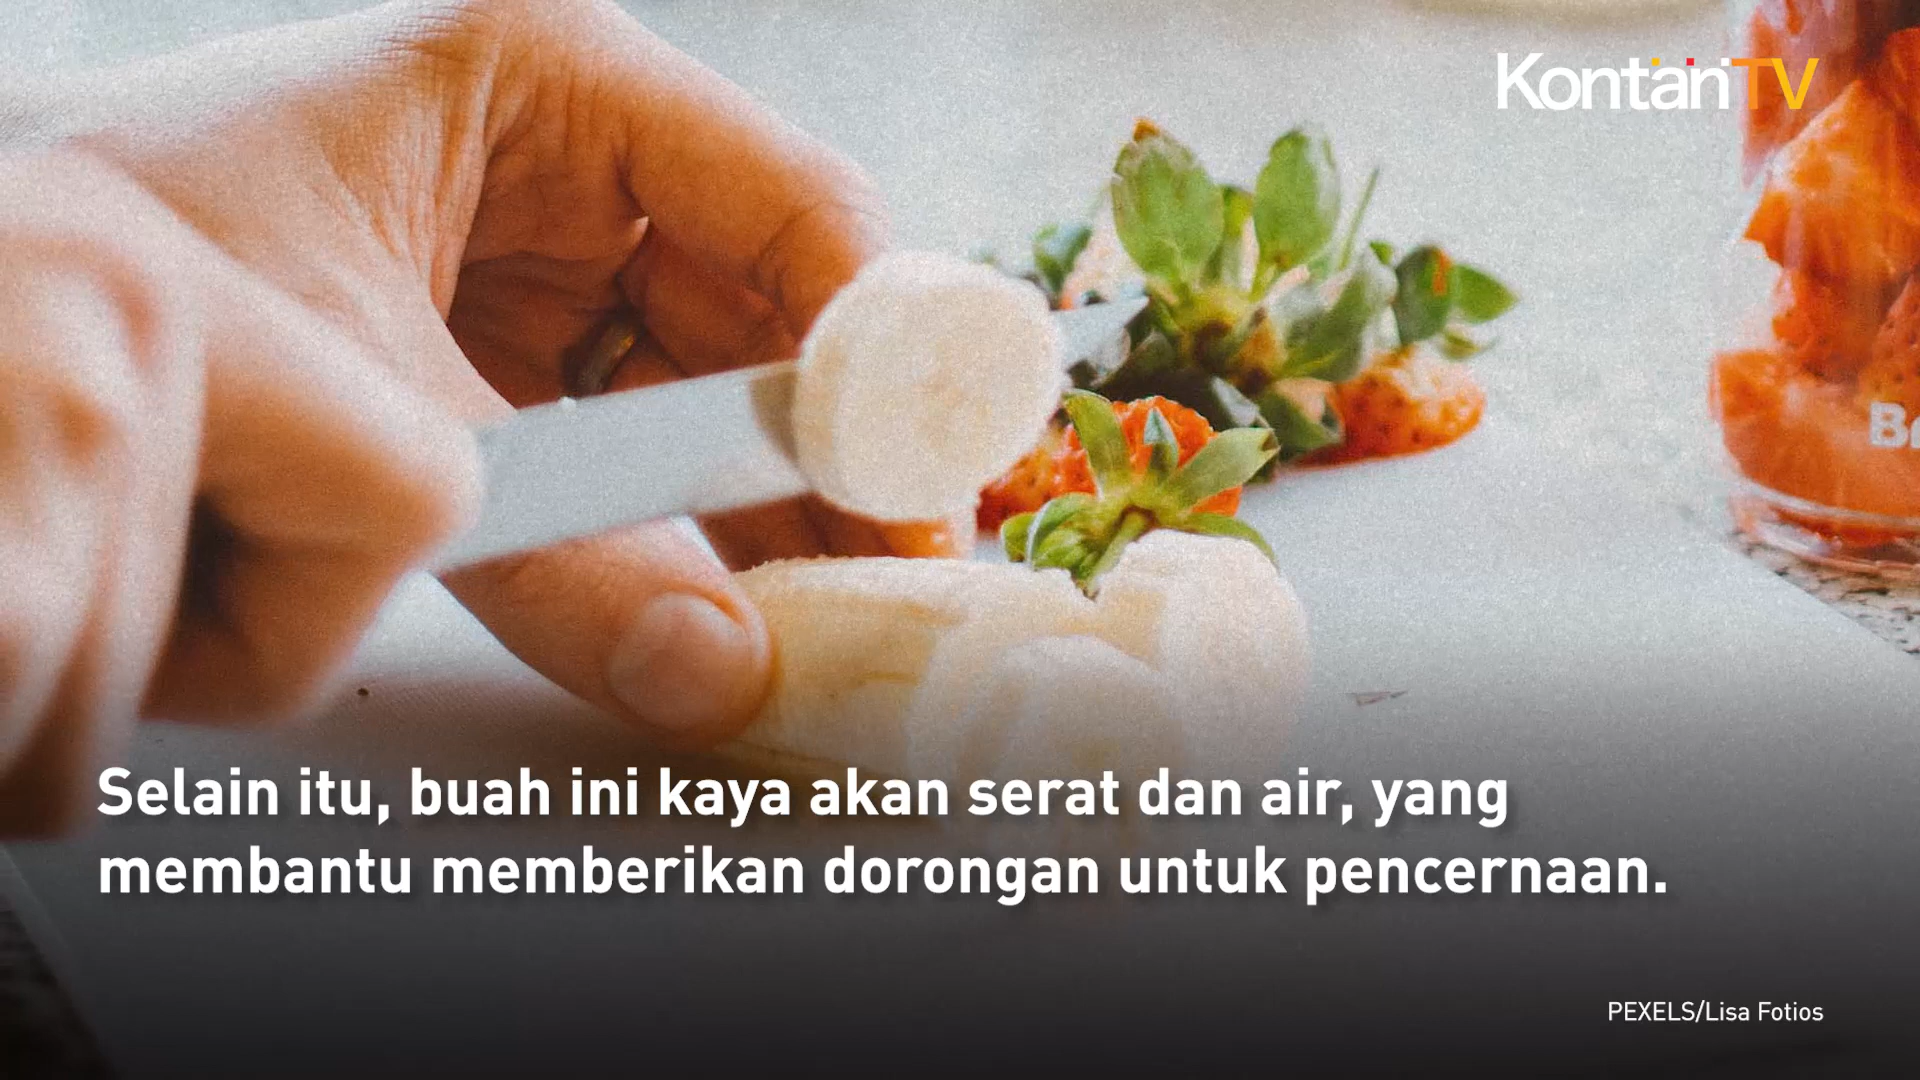 KontanTV
Selain itu, buah ini kaya akan serat dan air, yang
membantu memberikan dorongan untuk pencernaan.
PEXELS/Lisa Fotios